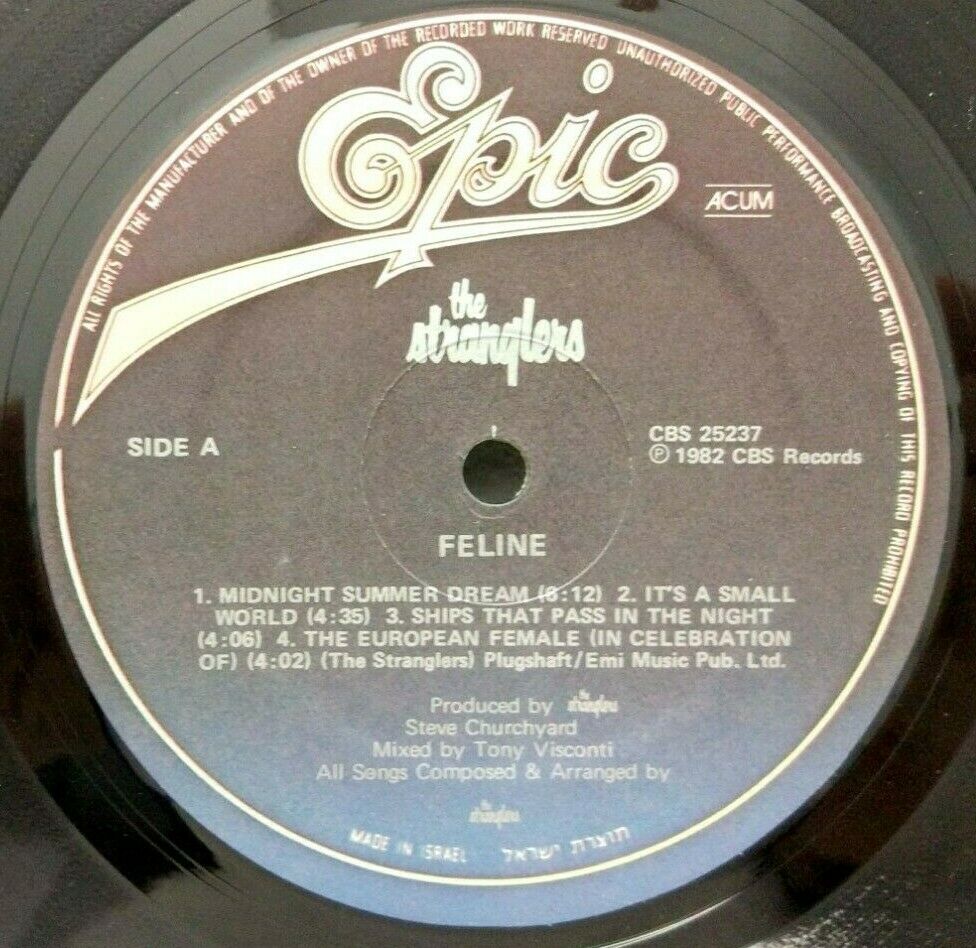 ALL RIGHTS OF THE MANUFACTURER AND OF THE OWNER OF THE RECORDED WORK RESERVED UNAUTHORIZED PUBLIC PERFORMANCE BROADCASTING AND COPYING OF THIS RECORD PROHIBITED
Epic
ACUM
the
stranglers
SIDE A
CBS 25237
℗ 1982 CBS Records
FELINE
1. MIDNIGHT SUMMER DREAM (6:12) 2. IT'S A SMALL
WORLD (4:35) 3. SHIPS THAT PASS IN THE NIGHT
(4:06) 4. THE EUROPEAN FEMALE (IN CELEBRATION
OF) (4:02) (The Stranglers) Plugshaft/Emi Music Pub. Ltd.
Produced by the stranglers
Steve Churchyard
Mixed by Tony Visconti
All Songs Composed & Arranged by
the stranglers
MADE IN ISRAEL תוצרת ישראל